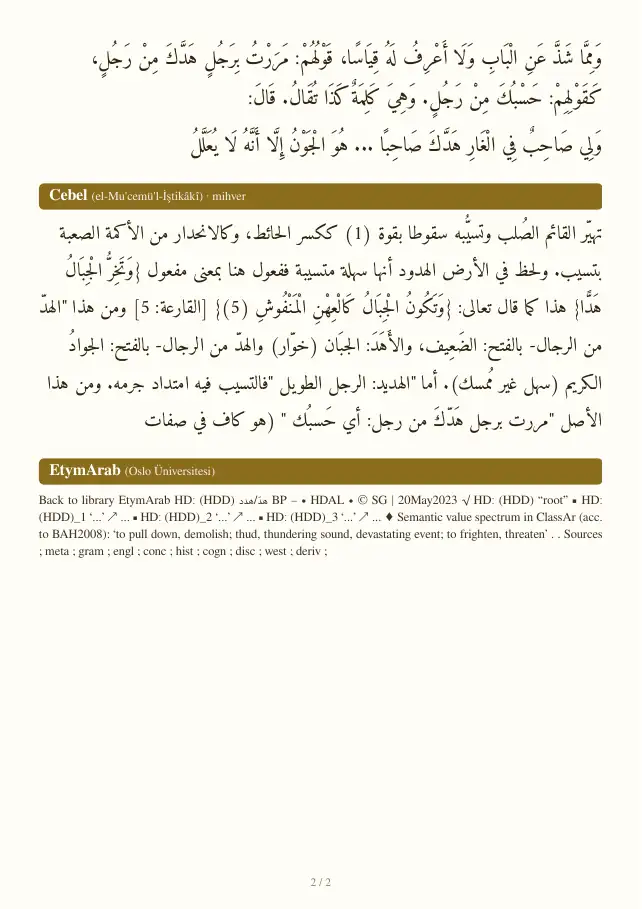 وَمِمَّا شَذَّ عَنِ الْبَابِ وَلَا أَعْرِفُ لَهُ قِيَاسًا، قَوْلُهُمْ: مَرَرْتُ بِرَجُلٍ هَدَّكَ مِنْ رَجُلٍ،
كَقَوْلِهِمْ: حَسْبُكَ مِنْ رَجُلٍ. وَهِيَ كَلِمَةٌ كَذَا تُقَالُ. قَالَ:
وَلِي صَاحِبٌ فِي الْغَارِ هَدَّكَ صَاحِبًا ... هُوَ الْجَوْنُ إِلَّا أَنَّهُ لَا يُعَلَّلُ
Cebel (el-Mu'cemü'l-İştikâkî) · mihver
تهيّر القائم الصُلب وتسيُّبه سقوطا بقوة (1) ككسر الحائط، وكالانحدار من الأكمة الصعبة
بتسيب. ولحظ في الأرض الهدود أنها سهلة متسيبة ففعول هنا بمعنى مفعول {وَتَخِرُّ الْجِبَالُ
هَدًّا} هذا كما قال تعالى: {وَتَكُونُ الْجِبَالُ كَالْعِهْنِ الْمَنْفُوشِ (5)} [القارعة: 5] ومن هذا "الهدّ
من الرجال- بالفتح: الضَعِيف، والأَهَدّ: الجبَان (خوّار) والهدّ من الرجال- بالفتح: الجوادُ
الكريم (سهل غير مُمسك). أما "الهديد: الرجل الطويل "فالتسيب فيه امتداد جرمه. ومن هذا
الأصل "مررت برجل هَدّكَ من رجل: أي حَسبُك " (هو كاف في صفات
EtymArab (Oslo Üniversitesi)
Back to library EtymArab HD: (HDD) هدّ/هدد BP – • HDAL • © SG | 20May2023 √ HD: (HDD) “root” ▪ HD:
(HDD)_1 ‘...’ ↗ ... ▪ HD: (HDD)_2 ‘...’ ↗ ... ▪ HD: (HDD)_3 ‘...’ ↗ ... ♦ Semantic value spectrum in ClassAr (acc.
to BAH2008): ‘to pull down, demolish; thud, thundering sound, devastating event; to frighten, threaten’ . . Sources
; meta ; gram ; engl ; conc ; hist ; cogn ; disc ; west ; deriv ;
2 / 2